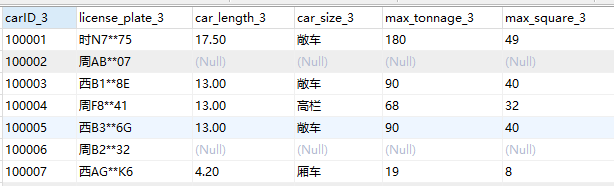 carID_3 license_plate_3 car_length_3 car_size_3 max_tonnage_3 max_square_3
100001 时N7**75 17.50 敞车 180 49
100002 周AB**07 (Null) (Null) (Null) (Null)
100003 西B1**8E 13.00 敞车 90 40
100004 周F8**41 13.00 高栏 68 32
100005 西B3**6G 13.00 敞车 90 40
100006 周B2**32 (Null) (Null) (Null) (Null)
100007 西AG**K6 4.20 厢车 19 8